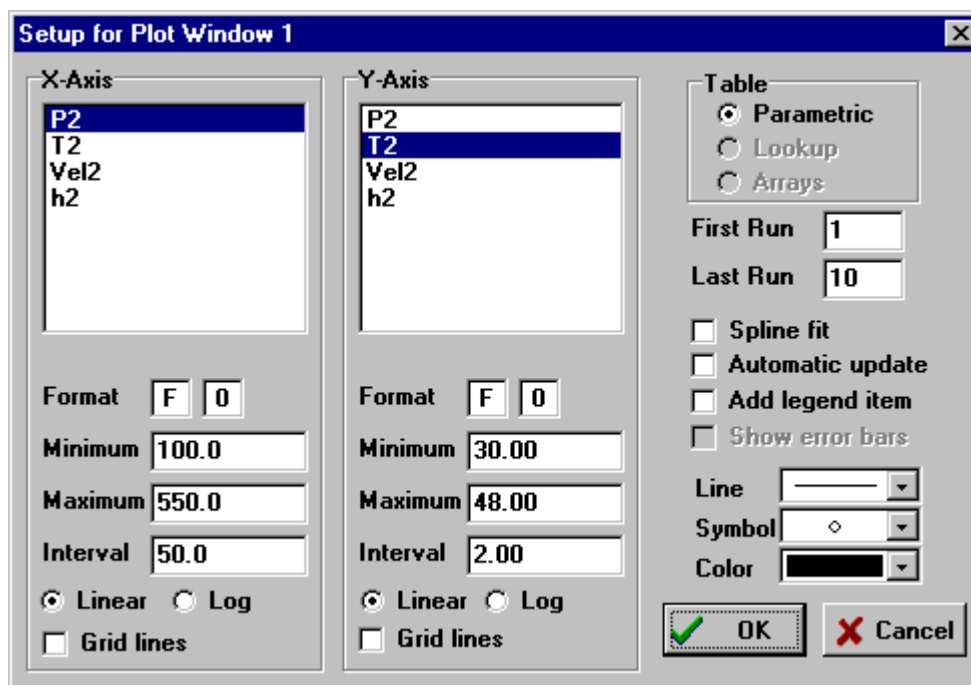 Setup for Plot Window 1
X-Axis
P2
T2
Vel2
h2
Format F 0
Minimum 100.0
Maximum 550.0
Interval 50.0
Linear Log
Grid lines
Y-Axis
P2
T2
Vel2
h2
Format F 0
Minimum 30.00
Maximum 48.00
Interval 2.00
Linear Log
Grid lines
Table
Parametric
Lookup
Arrays
First Run 1
Last Run 10
Spline fit
Automatic update
Add legend item
Show error bars
Line
Symbol
Color
OK Cancel